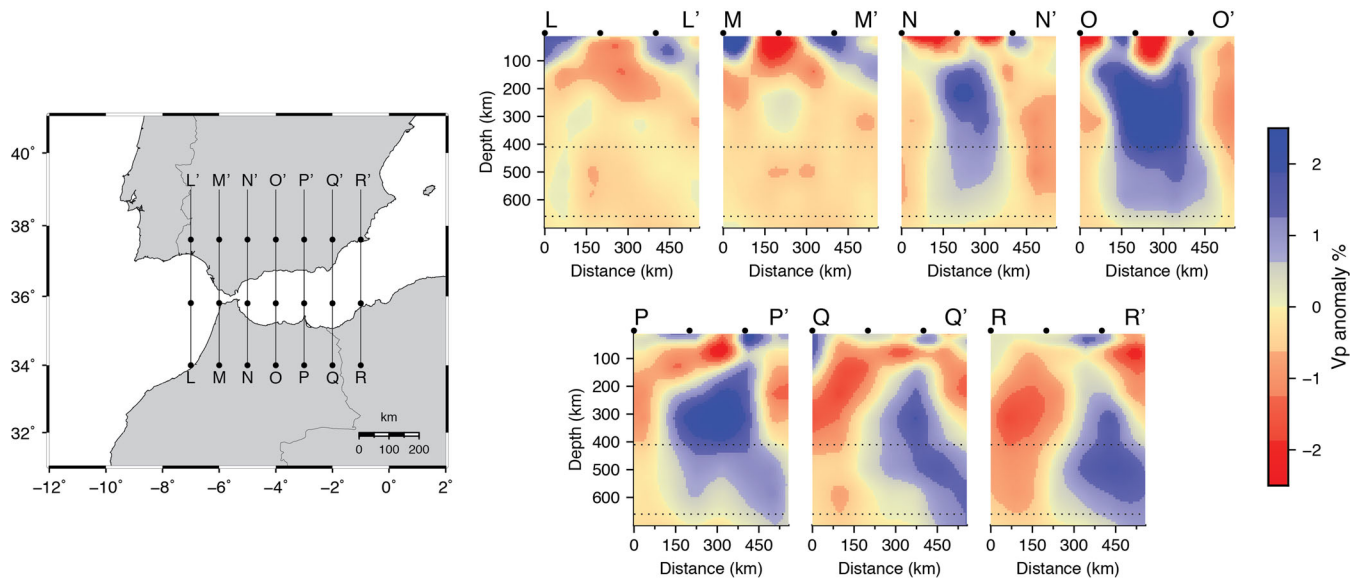 40°
38°
36°
34°
32°
−12° −10° −8° −6° −4° −2° 0° 2°
L' M' N' O' P' Q' R'
L M N O P Q R
km
0 100 200
L L' M M' N N' O O'
100
200
300
400
500
600
Depth (km)
0 150 300 450 0 150 300 450 0 150 300 450 0 150 300 450
Distance (km) Distance (km) Distance (km) Distance (km)
P P' Q Q' R R'
100
200
300
400
500
600
Depth (km)
0 150 300 450 0 150 300 450 0 150 300 450
Distance (km) Distance (km) Distance (km)
2
1
0
−1
−2
Vp anomaly %